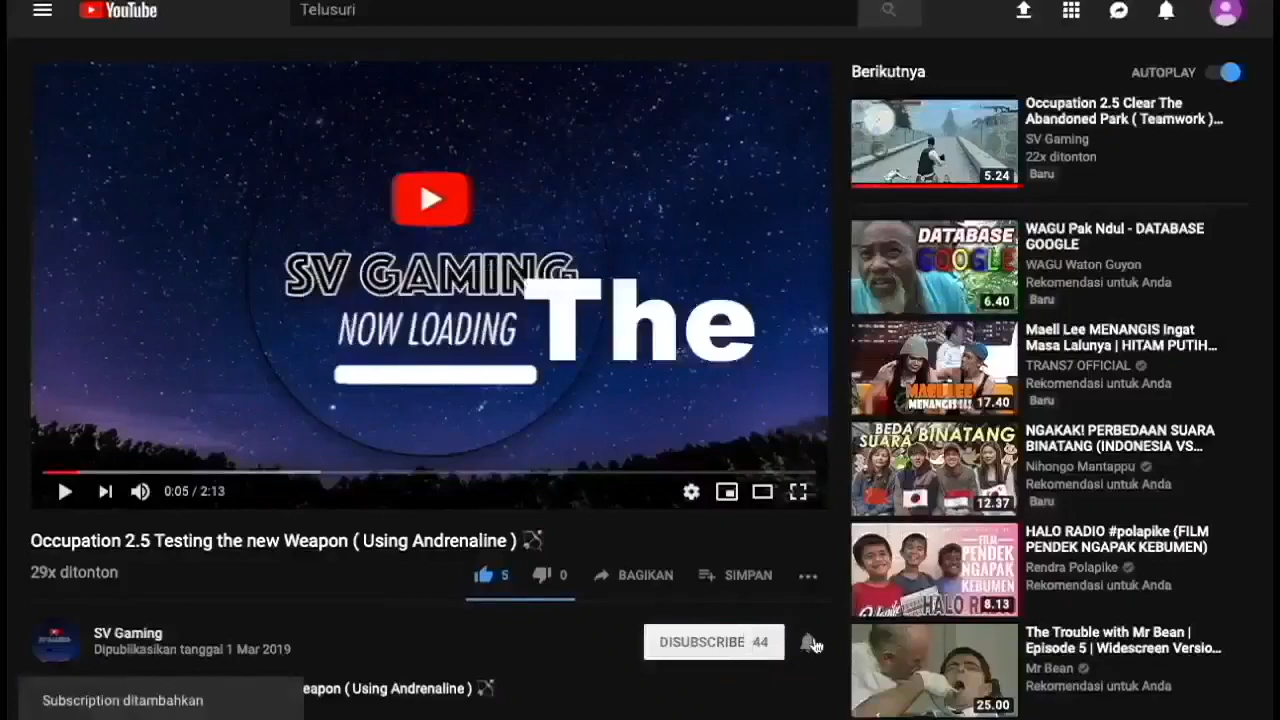 YouTube
Telusuri
SV GAMING
NOW LOADING
The
0:05 / 2:13
Occupation 2.5 Testing the new Weapon ( Using Andrenaline )
29x ditonton
5
0
BAGIKAN
SIMPAN
SV Gaming
Dipubliikasikan tanggal 1 Mar 2019
DISUBSCRIBE 44
eapon ( Using Andrenaline )
Subscription ditambahkan
Berikutnya
AUTOPLAY
5.24
Occupation 2.5 Clear The
Abandoned Park ( Teamwork )...
SV Gaming
22x ditonton
Baru
DATABASE
GOOGLE
6.40
WAGU Pak Ndul - DATABASE
GOOGLE
WAGU Waton Guyon
Rekomendasi untuk Anda
Baru
MAEL LEE
MENANGIS!!!
17.40
Maell Lee MENANGIS Ingat
Masa Lalunya | HITAM PUTIH...
TRANS7 OFFICIAL
Rekomendasi untuk Anda
Baru
BEDA
SUARA BINATANG
12.37
NGAKAK! PERBEDAAN SUARA
BINATANG (INDONESIA VS...
Nihongo Mantappu
Rekomendasi untuk Anda
Baru
FILM
PENDEK
NGAPAK
KEBUMEN
HALO
8.13
HALO RADIO #polapike (FILM
PENDEK NGAPAK KEBUMEN)
Rendra Polapike
Rekomendasi untuk Anda
25.00
The Trouble with Mr Bean |
Episode 5 | Widescreen Versio...
Mr Bean
Rekomendasi untuk Anda